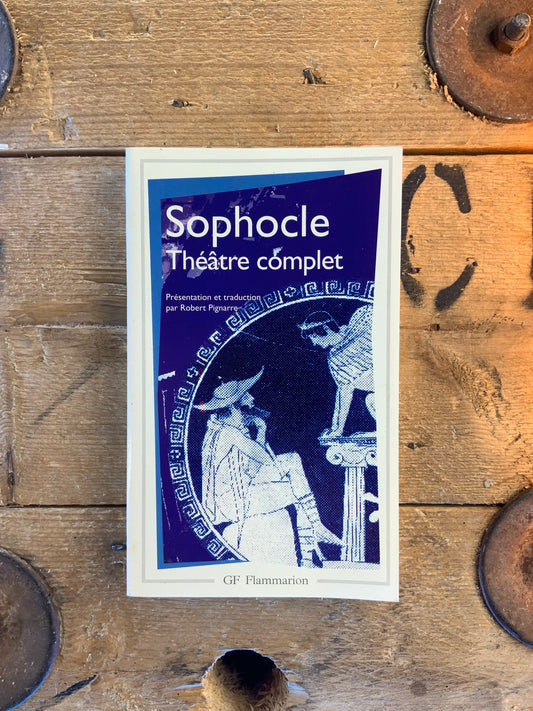 Sophocle
Théâtre complet
Présentation et traduction
par Robert Pignarre
GF Flammarion